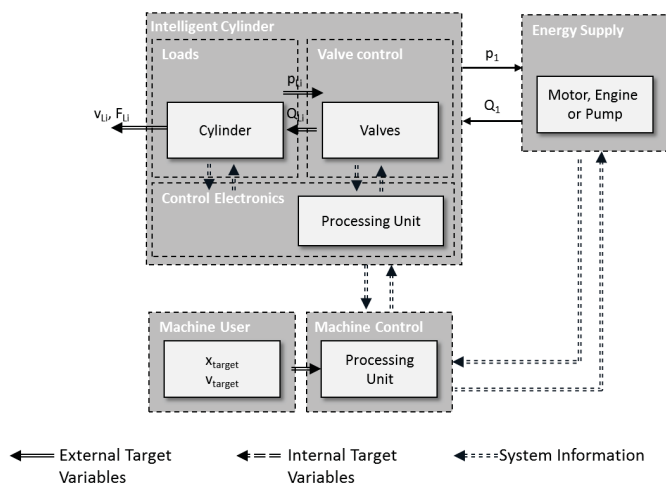 Intelligent Cylinder
Energy Supply
Loads
Valve control
p1
pLi
Motor, Engine
or Pump
vLi, FLi
QLi
Q1
Cylinder
Valves
Control Electronics
Processing Unit
Machine User
Machine Control
xtarget
vtarget
Processing
Unit
External Target
Variables
Internal Target
Variables
System Information